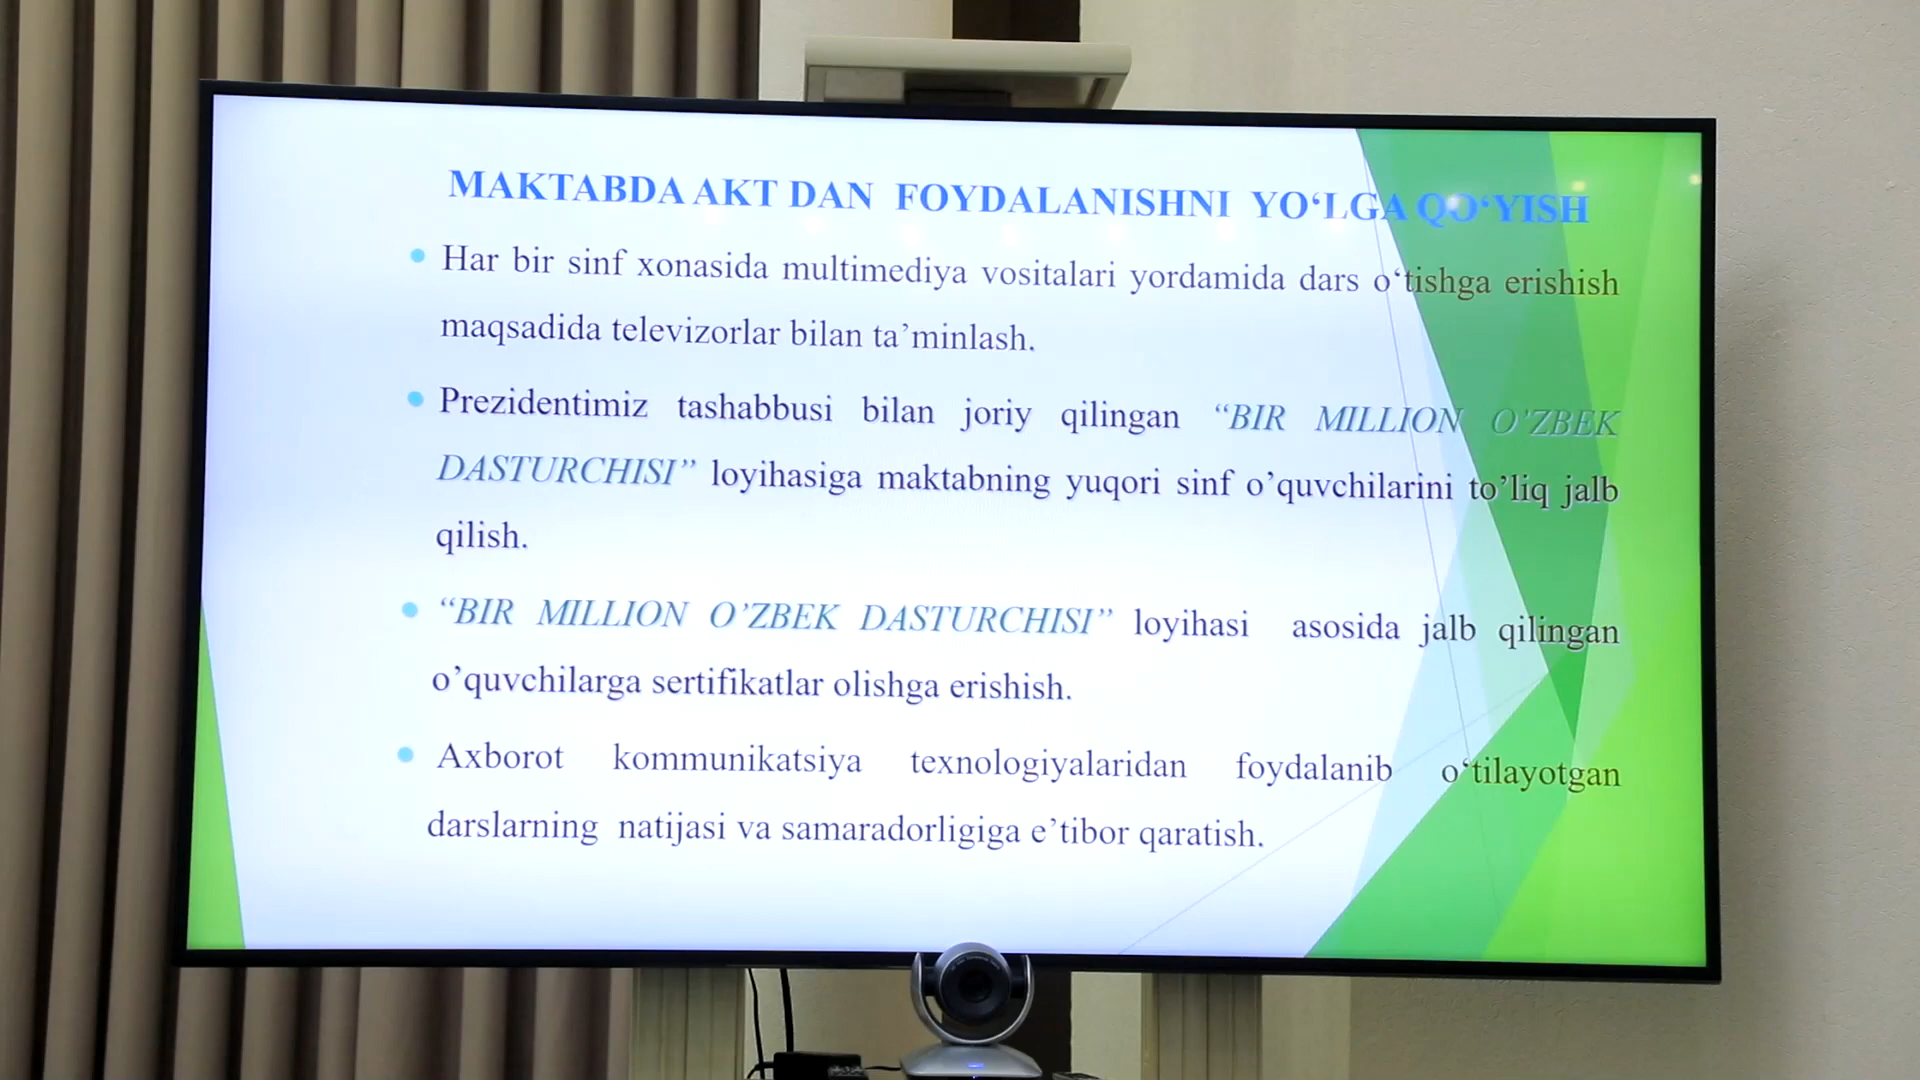 MAKTABDA AKT DAN FOYDALANISHNI YO‘LGA QO‘YISH
Har bir sinf xonasida multimediya vositalari yordamida dars o‘tishga erishish
maqsadida televizorlar bilan ta’minlash.
Prezidentimiz tashabbusi bilan joriy qilingan “BIR MILLION O’ZBEK
DASTURCHISI” loyihasiga maktabning yuqori sinf o’quvchilarini to’liq jalb
qilish.
“BIR MILLION O’ZBEK DASTURCHISI” loyihasi asosida jalb qilingan
o’quvchilarga sertifikatlar olishga erishish.
Axborot kommunikatsiya texnologiyalaridan foydalanib o‘tilayotgan
darslarning natijasi va samaradorligiga e’tibor qaratish.